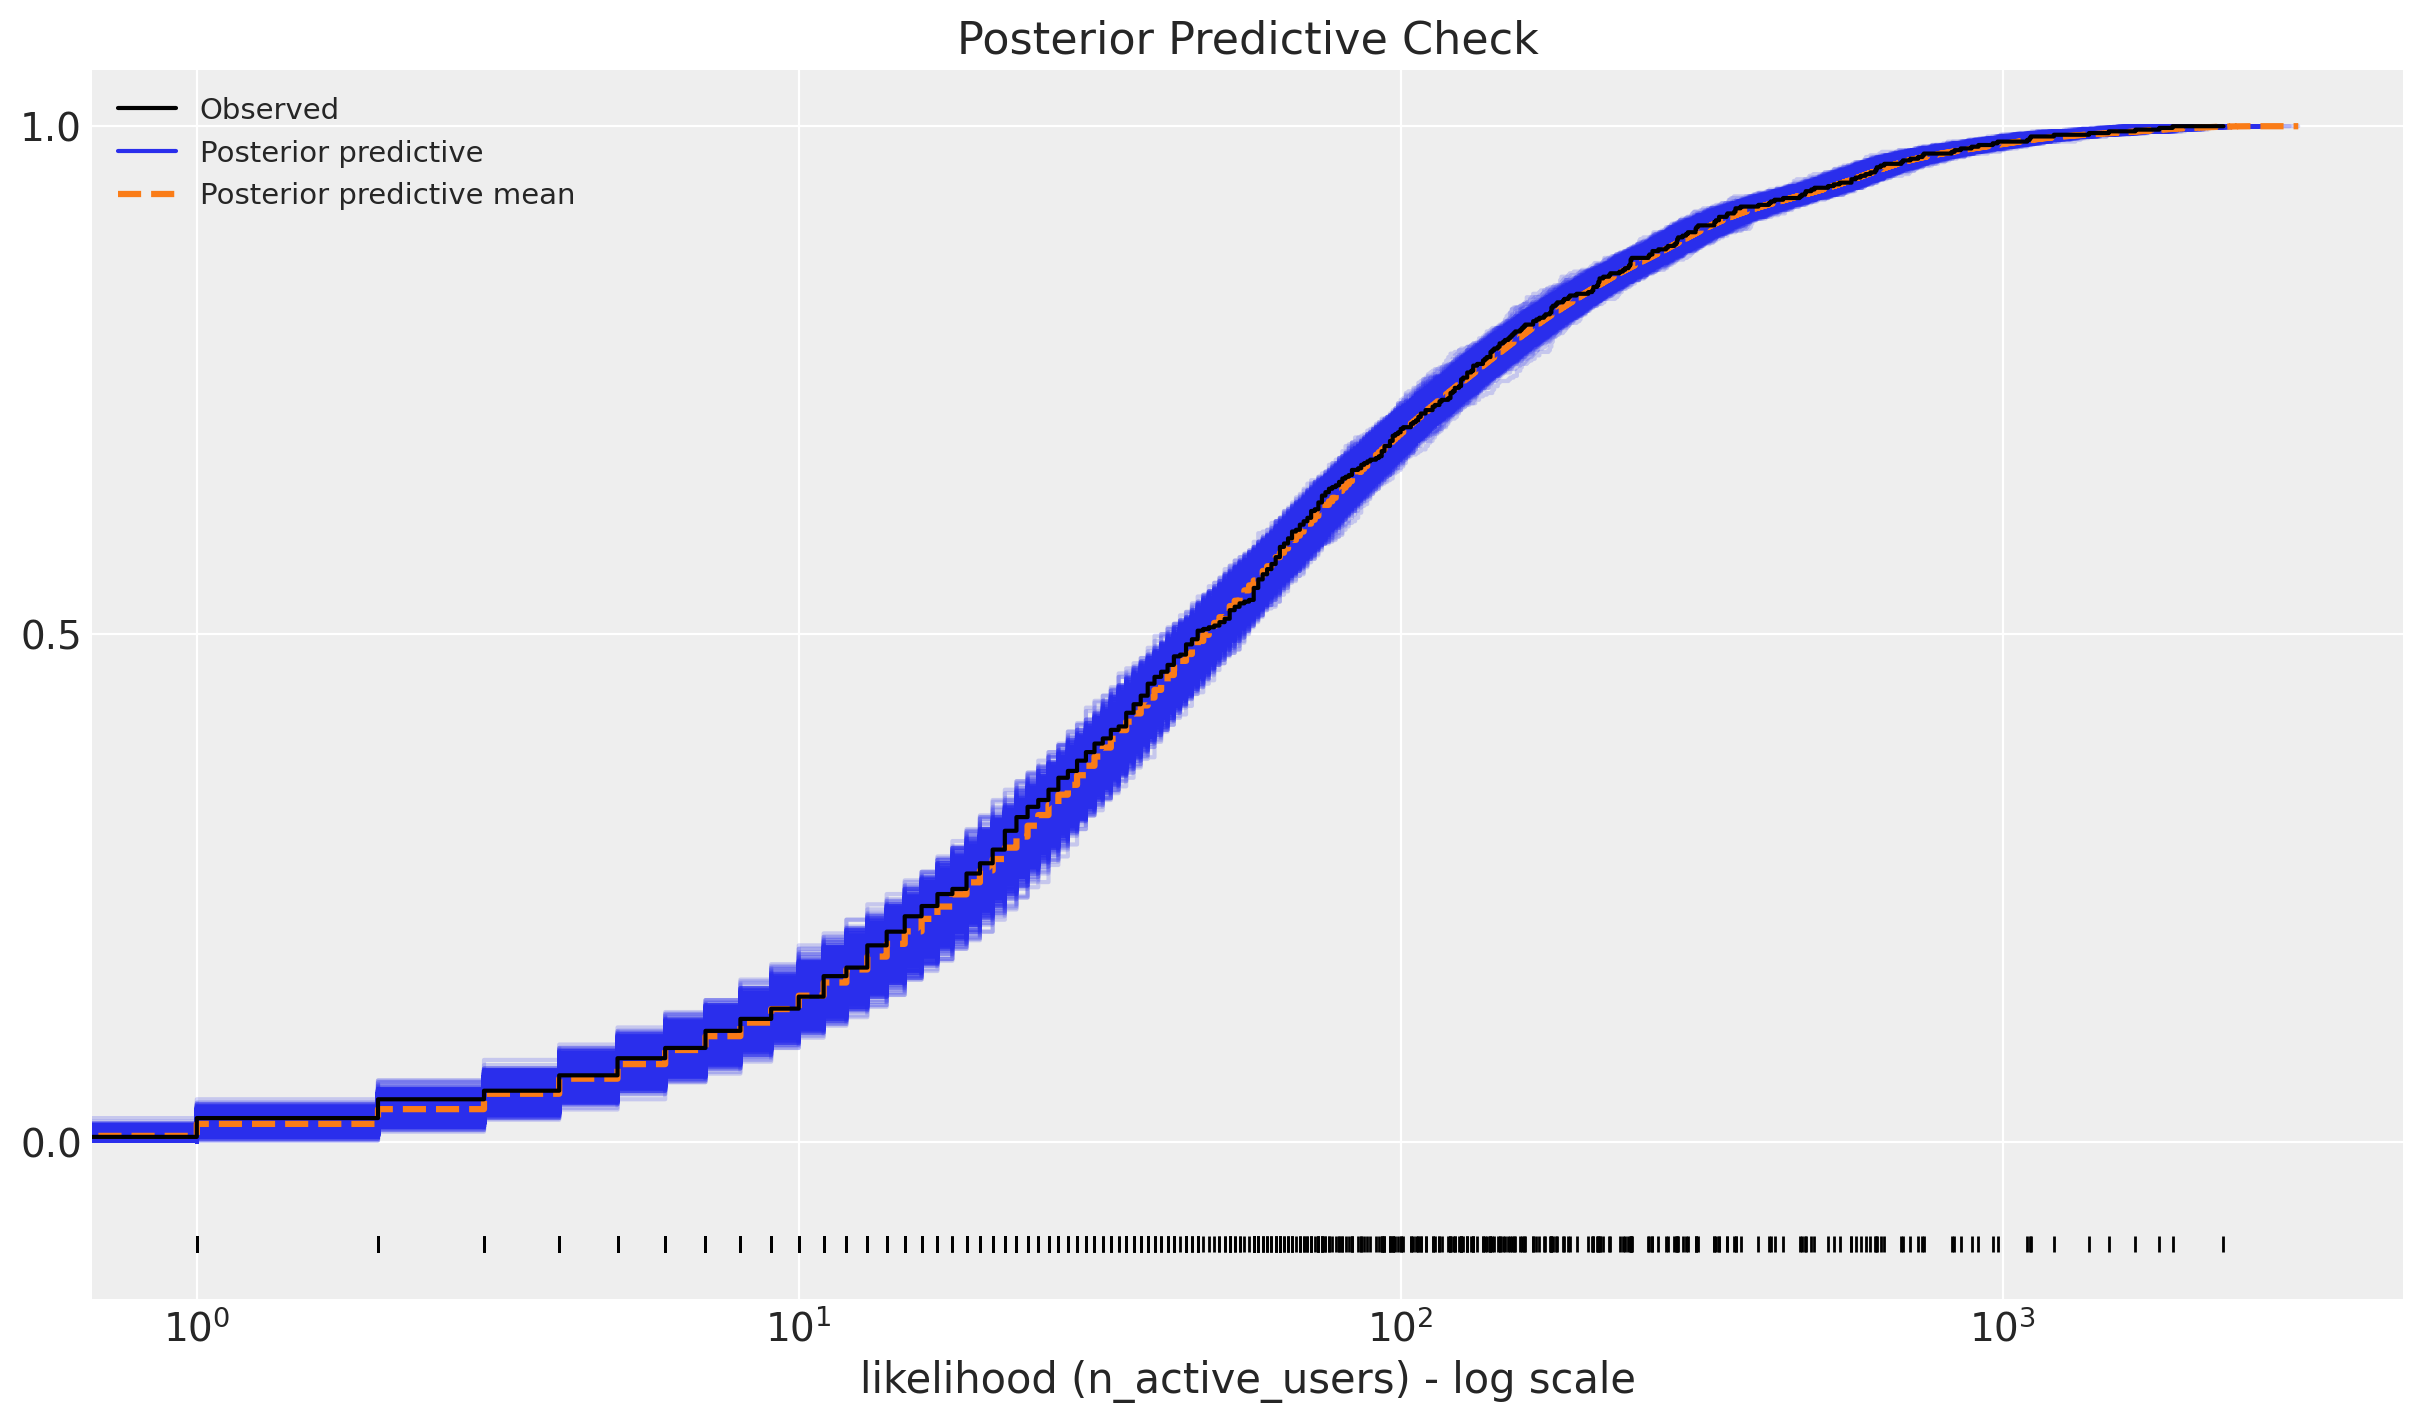 Posterior Predictive Check
Observed
Posterior predictive
Posterior predictive mean
1.0
0.5
0.0
10⁰ 10¹ 10² 10³
likelihood (n_active_users) - log scale